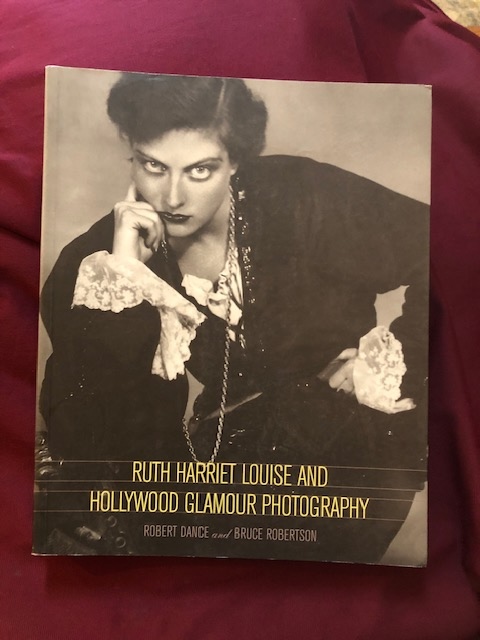 RUTH HARRIET LOUISE AND
HOLLYWOOD GLAMOUR PHOTOGRAPHY
ROBERT DANCE and BRUCE ROBERTSON